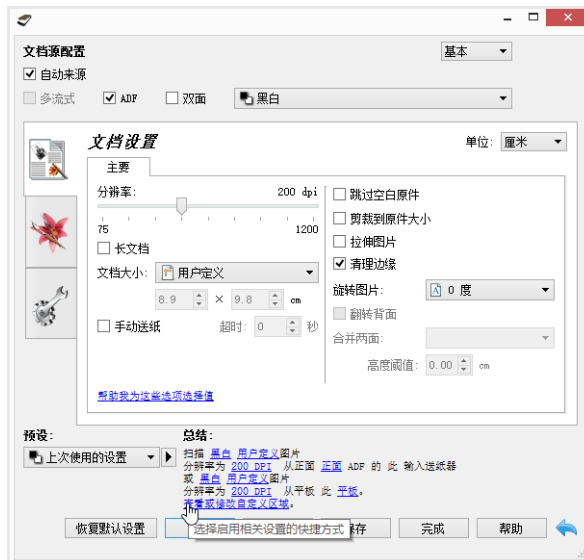 文档源配置
基本
自动来源
多流式 ADF 双面 黑白
文档设置
单位: 厘米
主要
分辨率: 200 dpi
75 1200
长文档
文档大小: 用户定义
8.9 × 9.8 cm
手动送纸 超时: 0 秒
帮助我为这些选项选择值
跳过空白原件
剪裁到原件大小
拉伸图片
清理边缘
旋转图片: 0 度
翻转背面
合并两面:
高度阈值: 0.00 cm
预设:
上次使用的设置
总结:
扫描 黑白 用户定义图片
分辨率为 200 DPI 从正面 正面 ADF 的 此 输入送纸器
或 黑白 用户定义图片
分辨率为 200 DPI 从平板 此 平板。
查看或修改自定义区域。
恢复默认设置 存 完成 帮助
选择启用相关设置的快捷方式